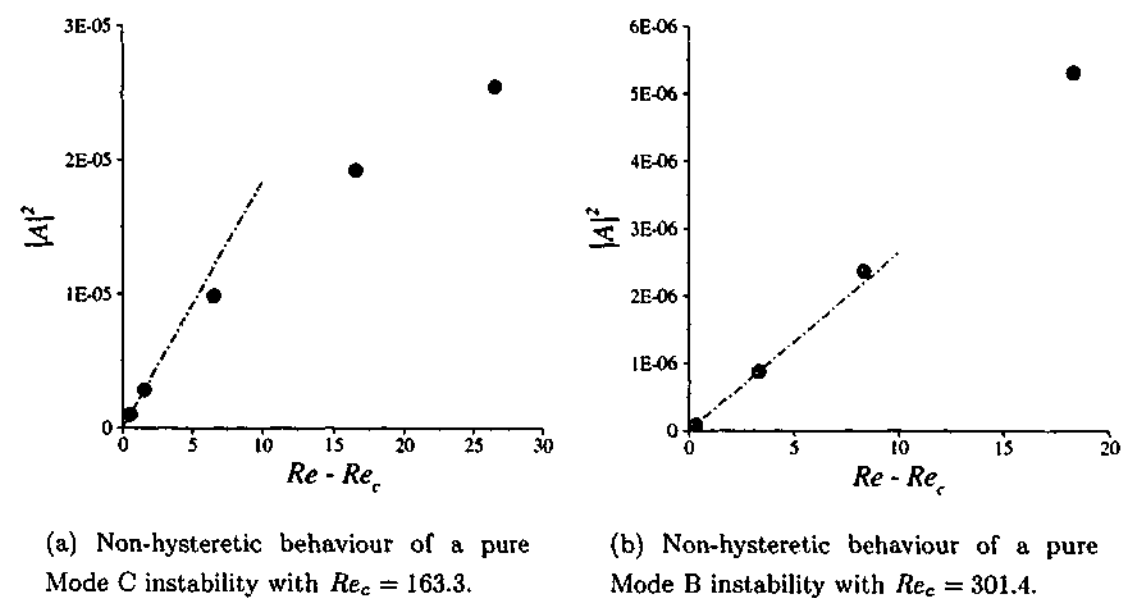 3E-05
2E-05
1E-05
0
|A|²
0 5 10 15 20 25 30
Re - Re_c
6E-06
5E-06
4E-06
3E-06
2E-06
1E-06
0
|A|²
0 5 10 15 20
Re - Re_c
(a) Non-hysteretic behaviour of a pure
Mode C instability with Re_c = 163.3.
(b) Non-hysteretic behaviour of a pure
Mode B instability with Re_c = 301.4.